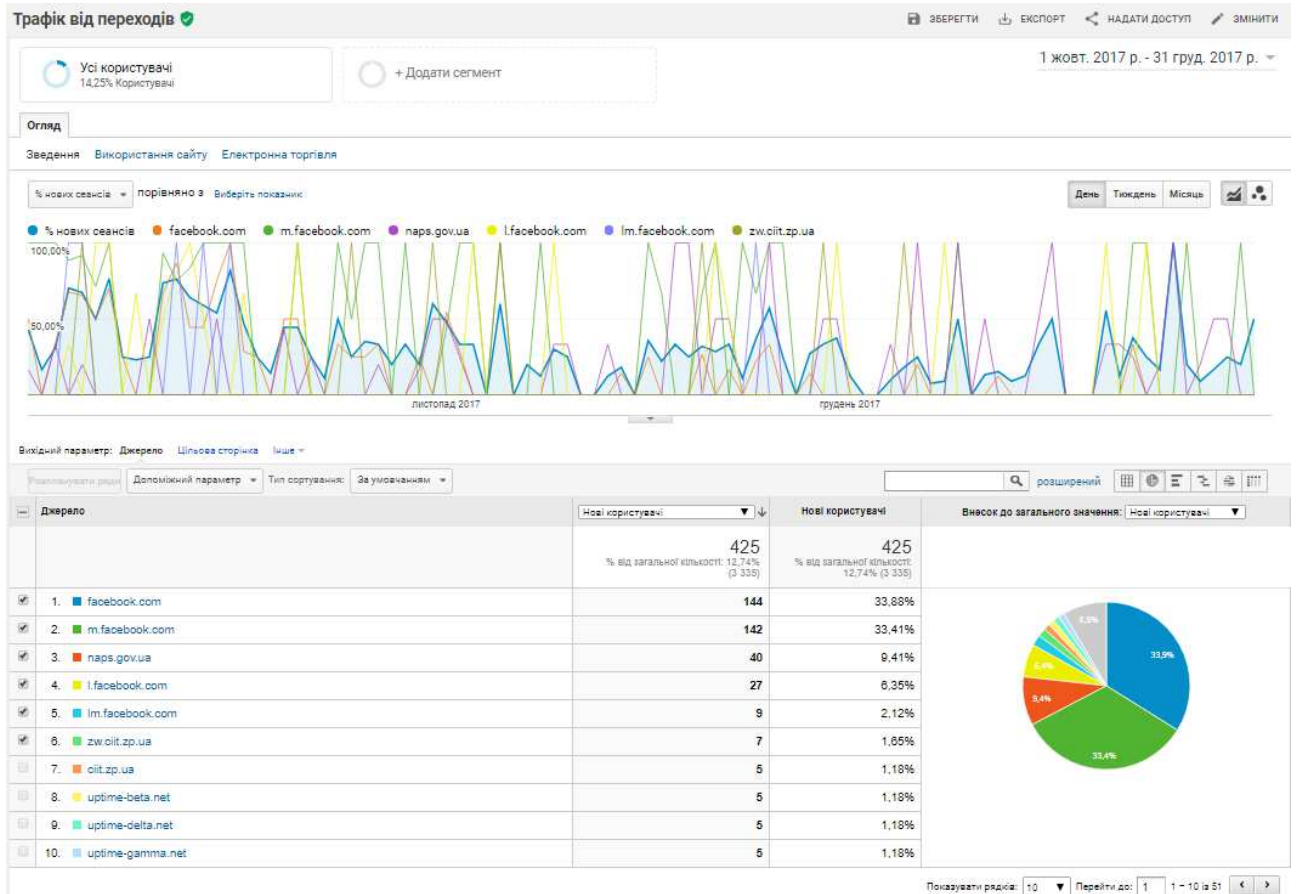 Трафік від переходів
ЗБЕРЕГТИ ЕКСПОРТ НАДАТИ ДОСТУП ЗМІНИТИ
Усі користувачі
14,25% Користувачі
+ Додати сегмент
1 жовт. 2017 р. - 31 груд. 2017 р.
Огляд
Зведення Використання сайту Електронна торгівля
% нових сеансів порівняно з Виберіть показник
День Тиждень Місяць
% нових сеансів facebook.com m.facebook.com naps.gov.ua l.facebook.com lm.facebook.com zw.ciit.zp.ua
100,00%
50,00%
листопад 2017 грудень 2017
Вихідний параметр: Джерело Цільова сторінка Інше
Розпланувати рядки Допоміжний параметр Тип сортування: За умовчанням
розширений
Джерело Нові користувачі Нові користувачі Внесок до загального значення: Нові користувачі
425 425
% від загальної кількості: 12,74% % від загальної кількості:
(3 335) 12,74% (3 335)
1. facebook.com 144 33,88%
2. m.facebook.com 142 33,41%
3. naps.gov.ua 40 9,41%
4. l.facebook.com 27 6,35%
5. lm.facebook.com 9 2,12%
6. zw.ciit.zp.ua 7 1,65%
7. ciit.zp.ua 5 1,18%
8. uptime-beta.net 5 1,18%
9. uptime-delta.net 5 1,18%
10. uptime-gamma.net 5 1,18%
33,9%
6,4%
9,4%
33,4%
Показувати рядків: 10 Перейти до: 1 1 – 10 із 51